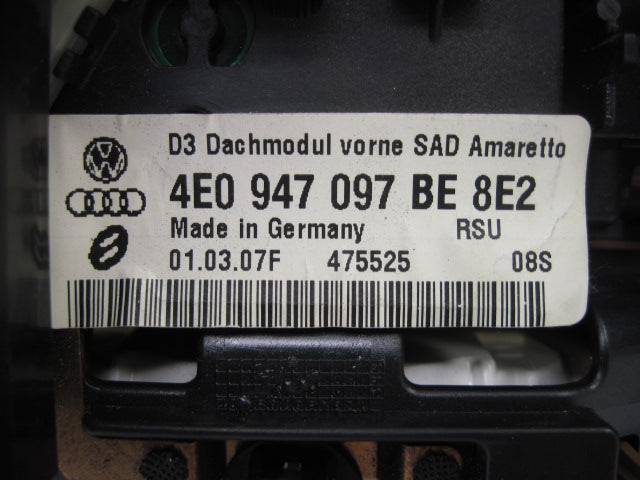 D3 Dachmodul vorne SAD Amaretto
4E0 947 097 BE 8E2
Made in Germany RSU
01.03.07F 475525 08S